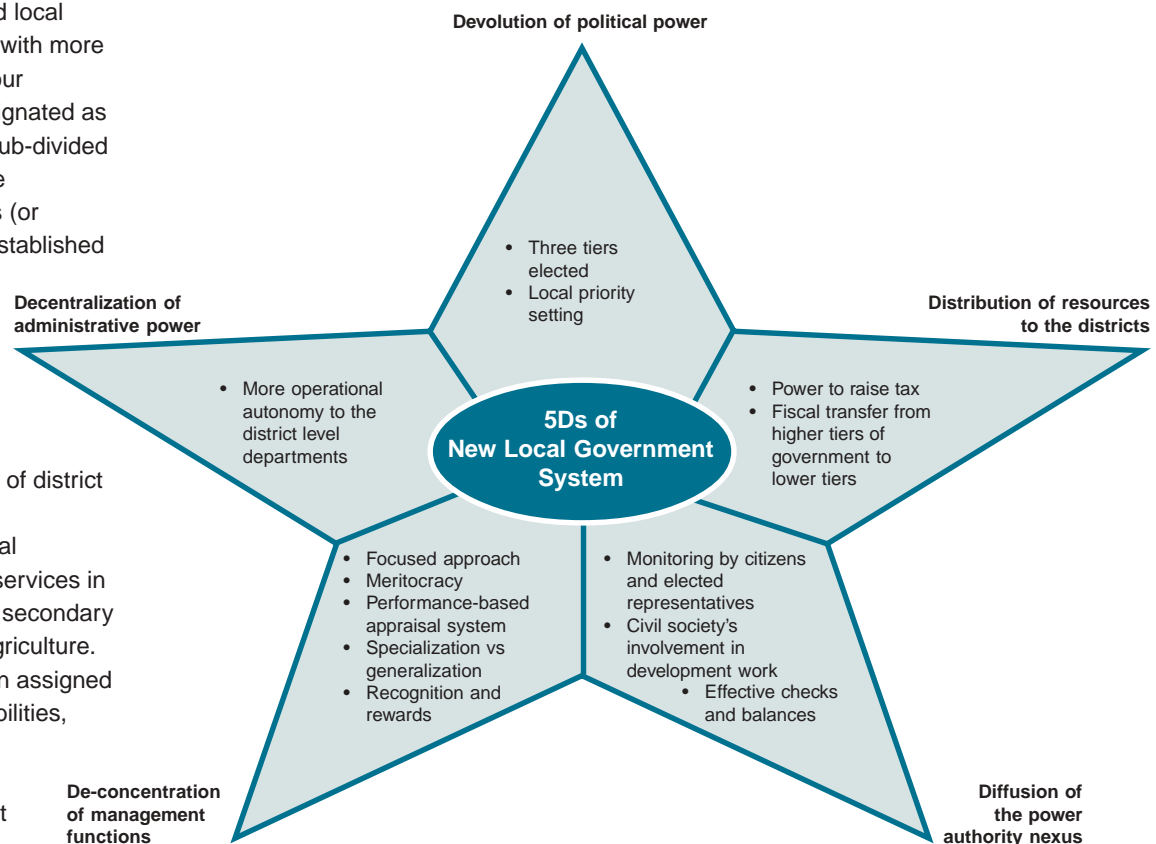 d local
with more
our
ignated as
ub-divided
e
s (or
established
of district
al
services in
secondary
griculture.
n assigned
bilities,
t
Devolution of political power
• Three tiers
elected
• Local priority
setting
Decentralization of
administrative power
• More operational
autonomy to the
district level
departments
Distribution of resources
to the districts
• Power to raise tax
• Fiscal transfer from
higher tiers of
government to
lower tiers
5Ds of
New Local Government
System
• Focused approach
• Meritocracy
• Performance-based
appraisal system
• Specialization vs
generalization
• Recognition and
rewards
• Monitoring by citizens
and elected
representatives
• Civil society's
involvement in
development work
• Effective checks
and balances
De-concentration
of management
functions
Diffusion of
the power
authority nexus